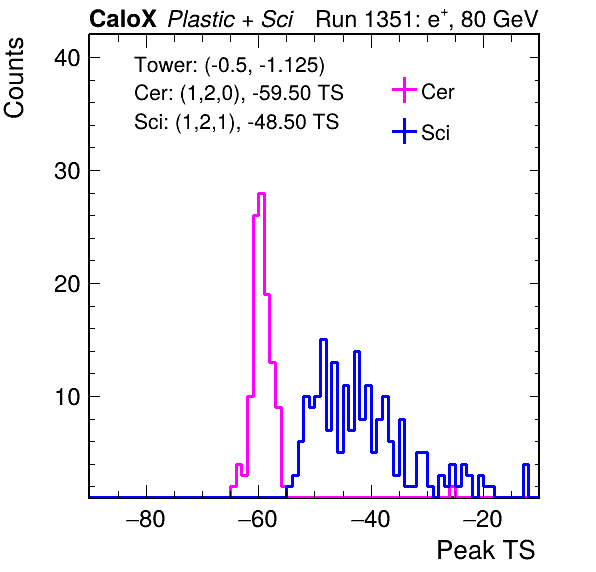 CaloX Plastic + Sci Run 1351: e⁺, 80 GeV
Counts
Tower: (-0.5, -1.125)
Cer: (1,2,0), -59.50 TS
Sci: (1,2,1), -48.50 TS
Cer
Sci
40
30
20
10
−80 −60 −40 −20
Peak TS